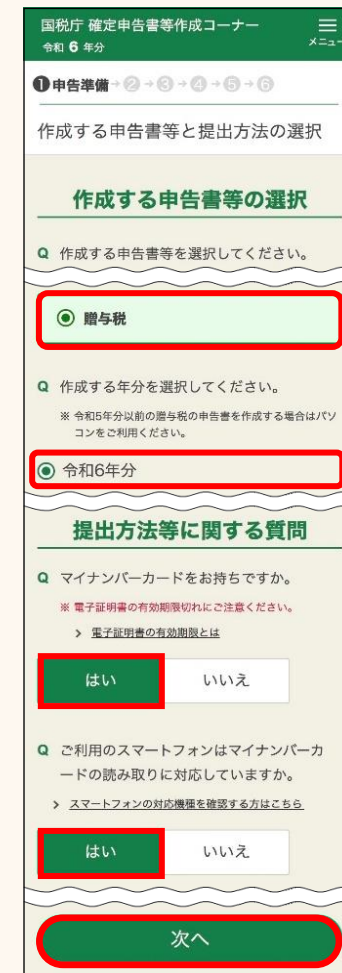 国税庁 確定申告書等作成コーナー
令和 6 年分
メニュー
❶申告準備→②→③→④→⑤→⑥
作成する申告書等と提出方法の選択
作成する申告書等の選択
Q 作成する申告書等を選択してください。
贈与税
Q 作成する年分を選択してください。
※ 令和5年分以前の贈与税の申告書を作成する場合はパソ
コンをご利用ください。
令和6年分
提出方法等に関する質問
Q マイナンバーカードをお持ちですか。
※ 電子証明書の有効期限切れにご注意ください。
> 電子証明書の有効期限とは
はい いいえ
Q ご利用のスマートフォンはマイナンバーカ
ードの読み取りに対応していますか。
> スマートフォンの対応機種を確認する方はこちら
はい いいえ
次へ